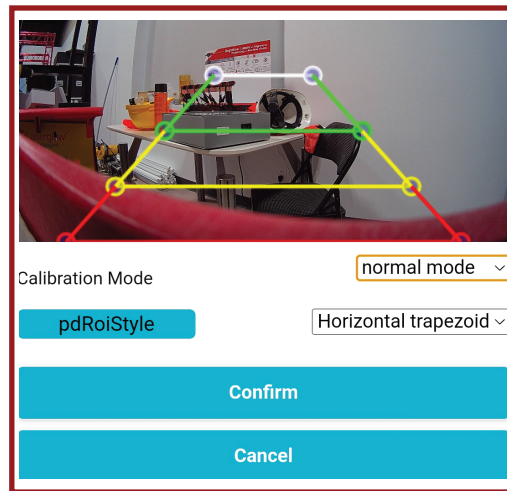 Calibration Mode
normal mode
pdRoiStyle
Horizontal trapezoid
Confirm
Cancel